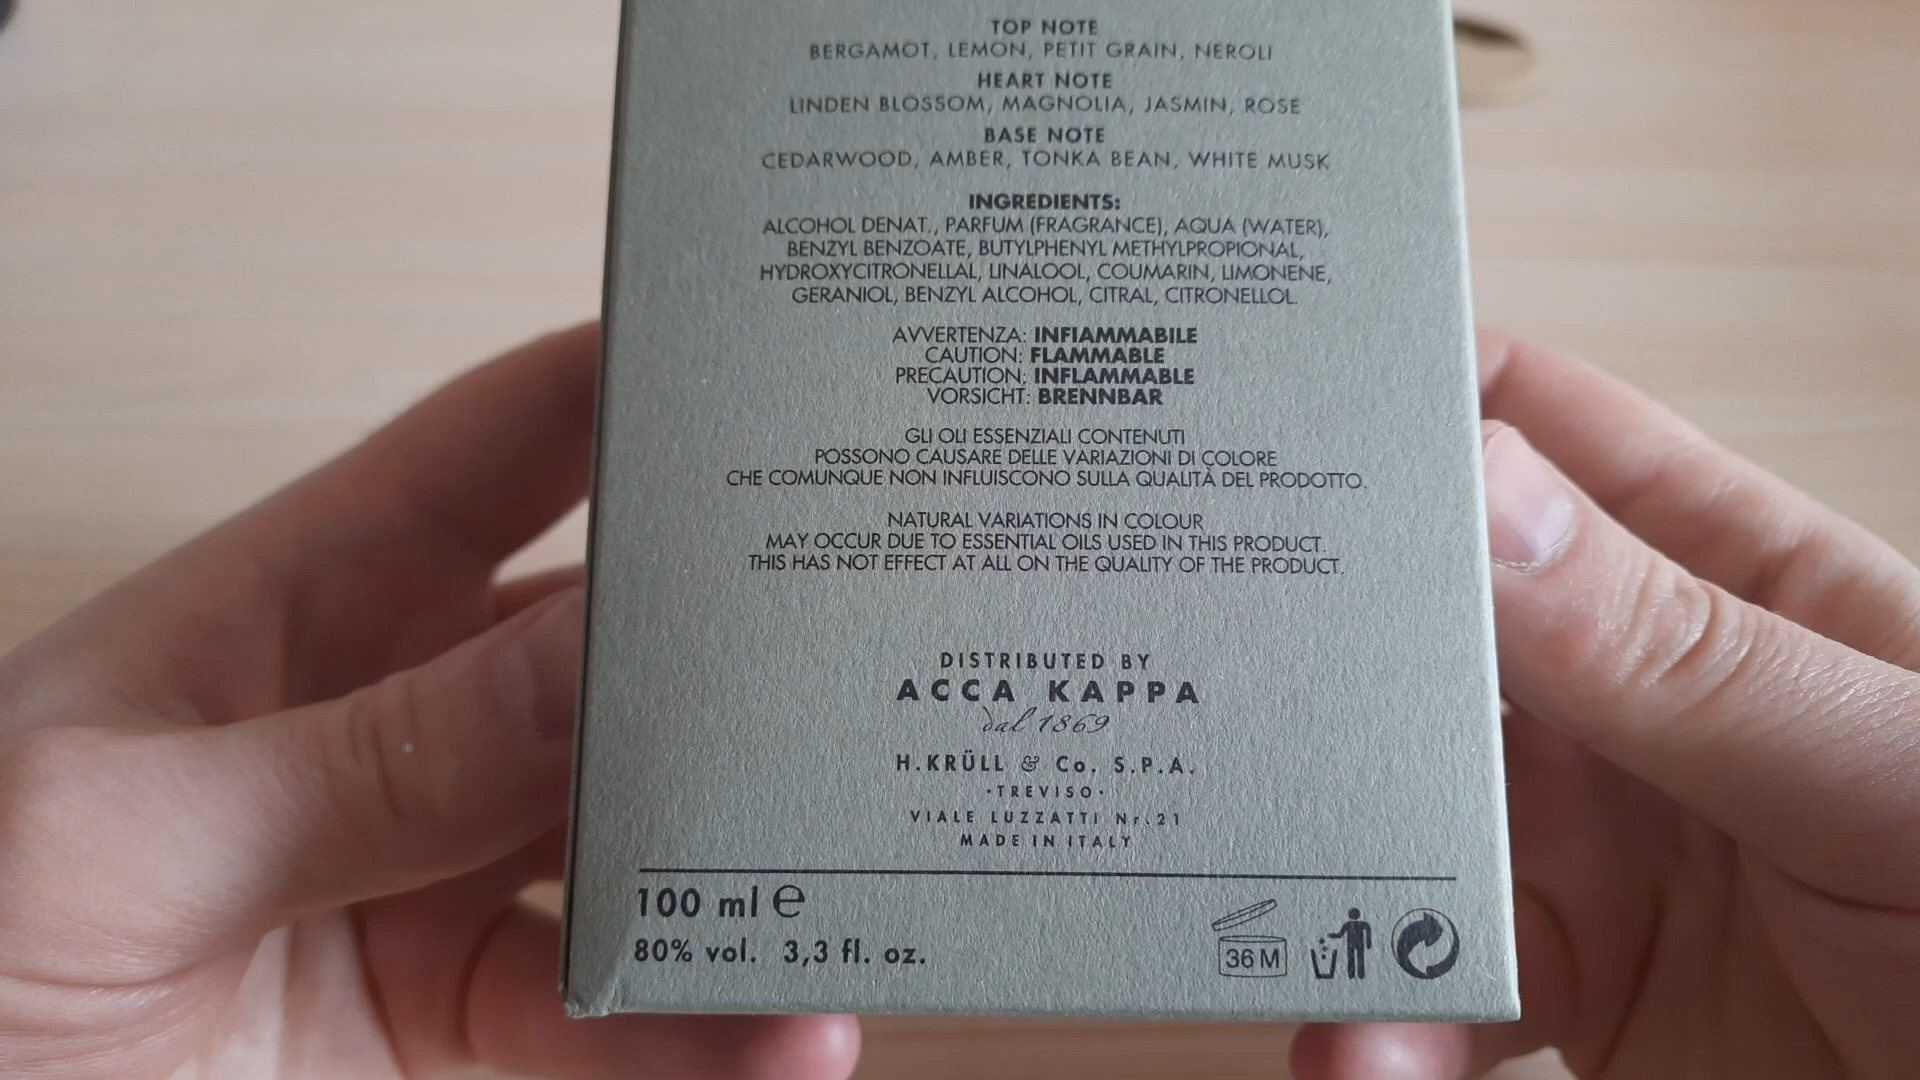 TOP NOTE
BERGAMOT, LEMON, PETIT GRAIN, NEROLI
HEART NOTE
LINDEN BLOSSOM, MAGNOLIA, JASMIN, ROSE
BASE NOTE
CEDARWOOD, AMBER, TONKA BEAN, WHITE MUSK
INGREDIENTS:
ALCOHOL DENAT., PARFUM (FRAGRANCE), AQUA (WATER),
BENZYL BENZOATE, BUTYLPHENYL METHYLPROPIONAL,
HYDROXYCITRONELLAL, LINALOOL, COUMARIN, LIMONENE,
GERANIOL, BENZYL ALCOHOL, CITRAL, CITRONELLOL.
AVVERTENZA: INFIAMMABILE
CAUTION: FLAMMABLE
PRECAUTION: INFLAMMABLE
VORSICHT: BRENNBAR
GLI OLI ESSENZIALI CONTENUTI
POSSONO CAUSARE DELLE VARIAZIONI DI COLORE
CHE COMUNQUE NON INFLUISCONO SULLA QUALITÀ DEL PRODOTTO.
NATURAL VARIATIONS IN COLOUR
MAY OCCUR DUE TO ESSENTIAL OILS USED IN THIS PRODUCT.
THIS HAS NOT EFFECT AT ALL ON THE QUALITY OF THE PRODUCT.
DISTRIBUTED BY
ACCA KAPPA
dal 1869
H.KRÜLL & Co. S.P.A.
·TREVISO·
VIALE LUZZATTI Nr.21
MADE IN ITALY
100 ml e
80% vol. 3,3 fl. oz.
36 M